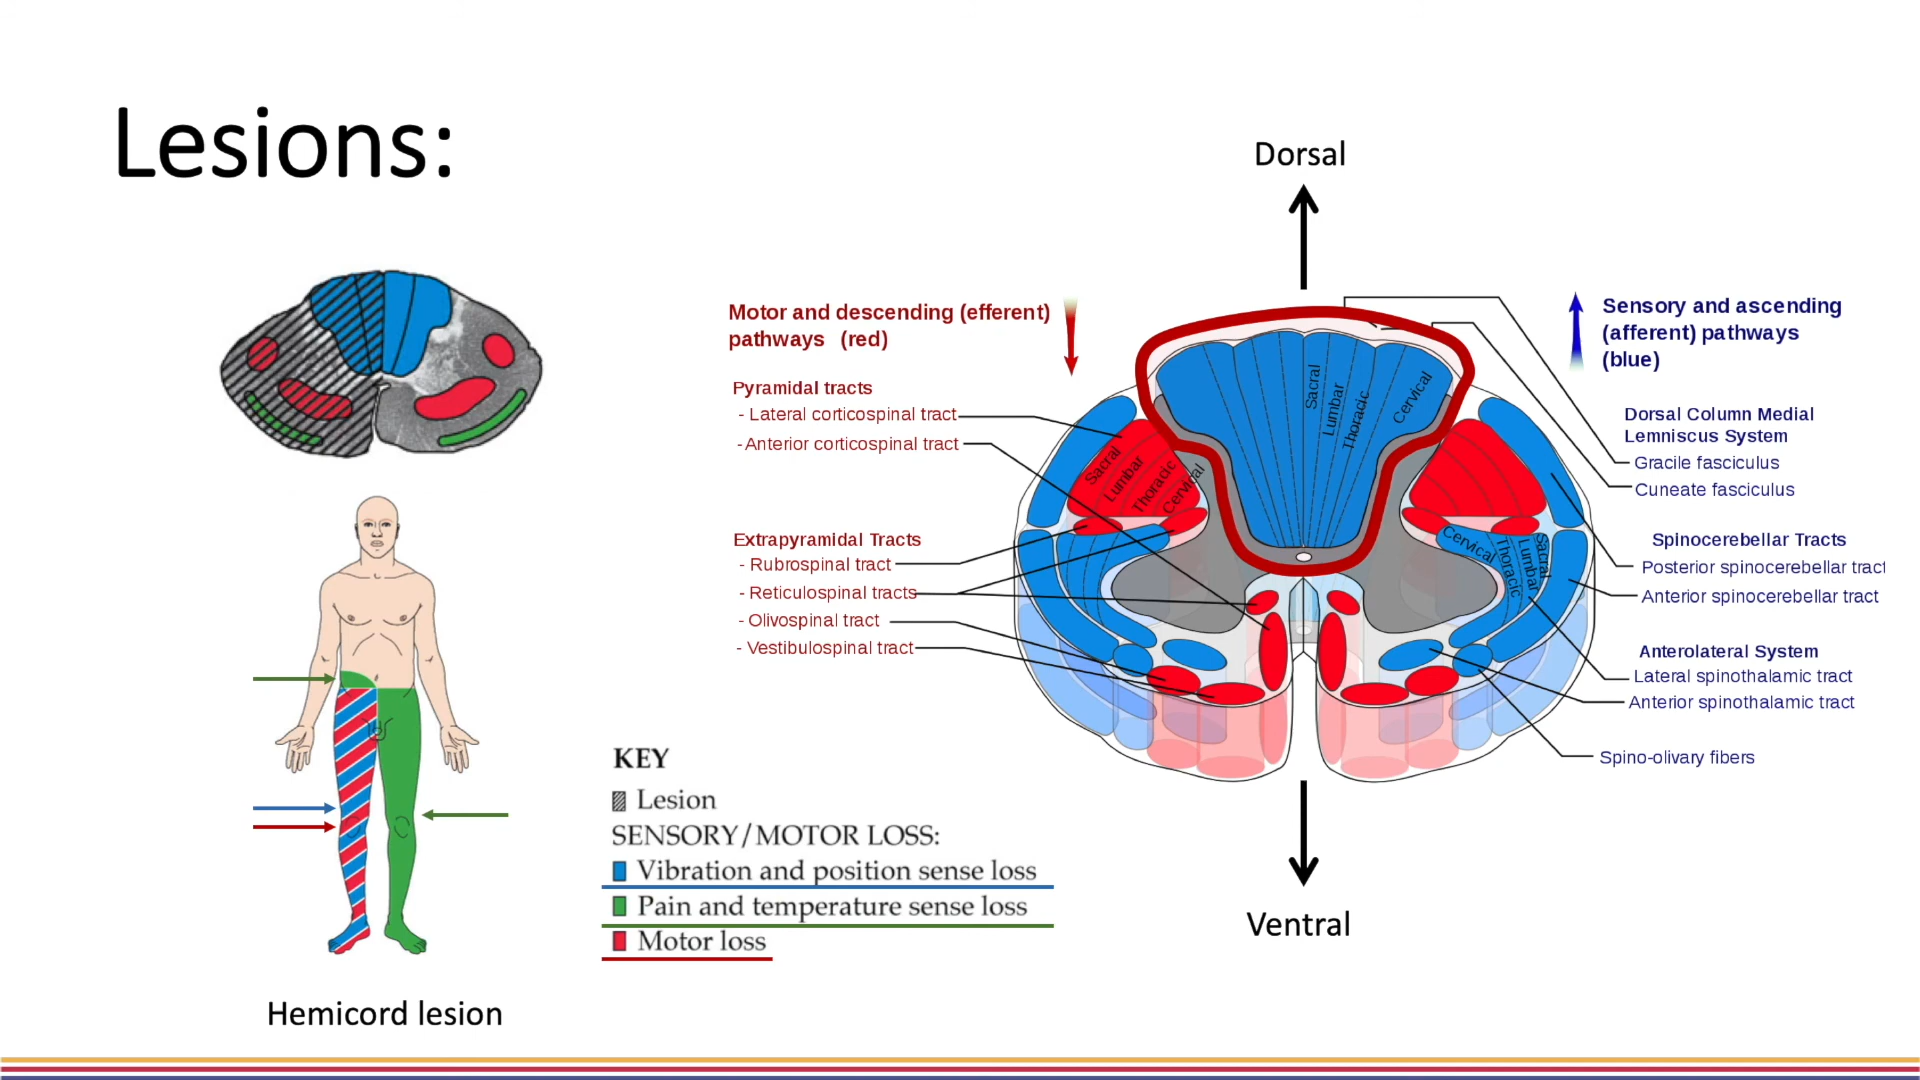 Lesions:
Dorsal
Motor and descending (efferent)
pathways (red)
Sensory and ascending
(afferent) pathways
(blue)
Pyramidal tracts
- Lateral corticospinal tract
- Anterior corticospinal tract
Extrapyramidal Tracts
- Rubrospinal tract
- Reticulospinal tracts
- Olivospinal tract
- Vestibulospinal tract
Sacral
Lumbar
Thoracic
Cervical
Sacral
Lumbar
Thoracic
Cervical
Cervical
Thoracic
Lumbar
Sacral
Dorsal Column Medial
Lemniscus System
Gracile fasciculus
Cuneate fasciculus
Spinocerebellar Tracts
Posterior spinocerebellar tract
Anterior spinocerebellar tract
Anterolateral System
Lateral spinothalamic tract
Anterior spinothalamic tract
Spino-olivary fibers
KEY
Lesion
SENSORY/MOTOR LOSS:
Vibration and position sense loss
Pain and temperature sense loss
Motor loss
Ventral
Hemicord lesion